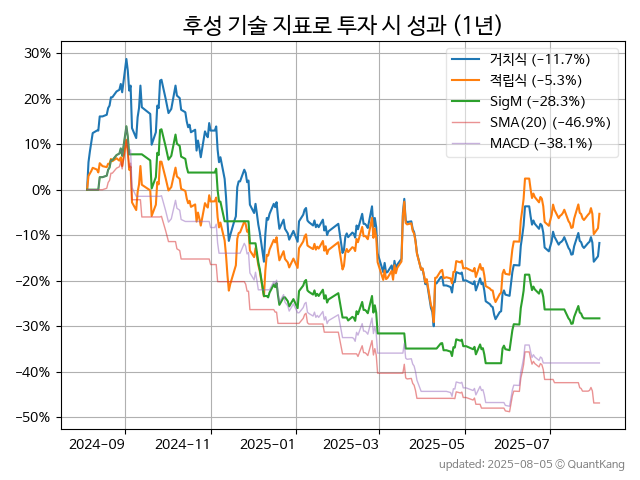 후성 기술 지표로 투자 시 성과 (1년)
30%
20%
10%
0%
−10%
−20%
−30%
−40%
−50%
거치식 (−11.7%)
적립식 (−5.3%)
SigM (−28.3%)
SMA(20) (−46.9%)
MACD (−38.1%)
2024-09 2024-11 2025-01 2025-03 2025-05 2025-07
updated: 2025-08-05 ⓒ QuantKang